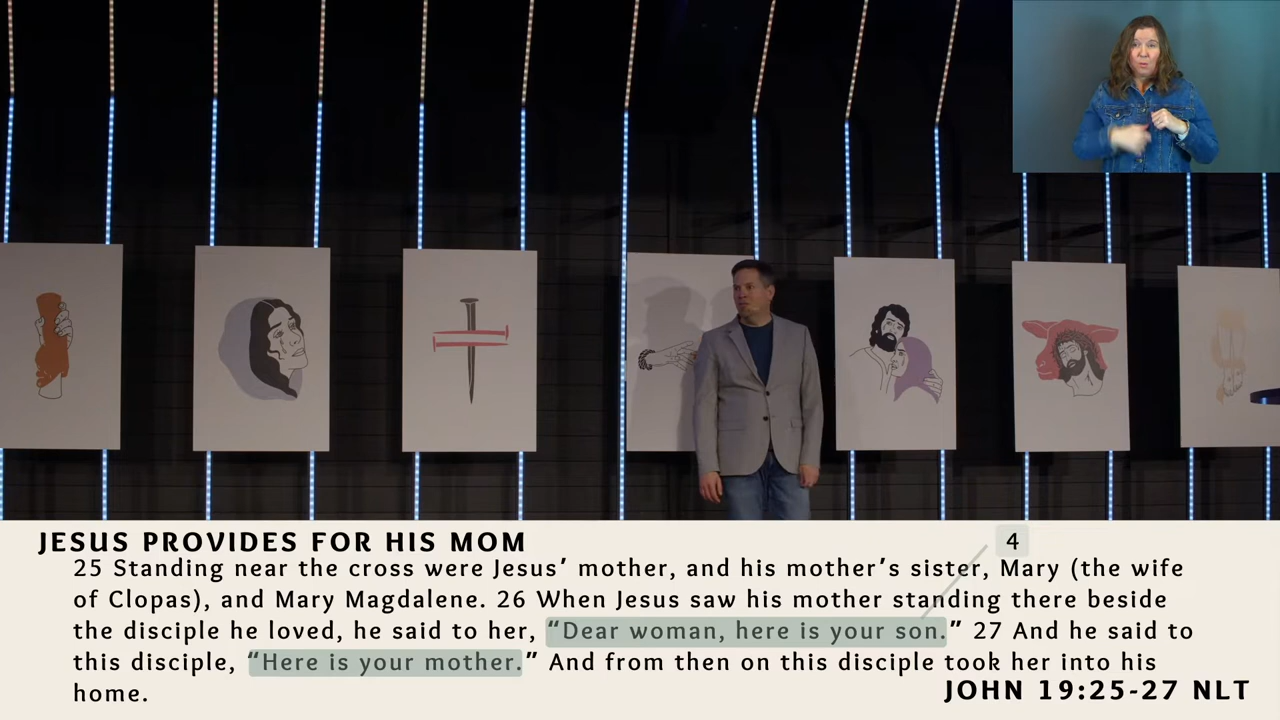 JESUS PROVIDES FOR HIS MOM
4
25 Standing near the cross were Jesus’ mother, and his mother’s sister, Mary (the wife
of Clopas), and Mary Magdalene. 26 When Jesus saw his mother standing there beside
the disciple he loved, he said to her, “Dear woman, here is your son.” 27 And he said to
this disciple, “Here is your mother.” And from then on this disciple took her into his
home.
JOHN 19:25-27 NLT